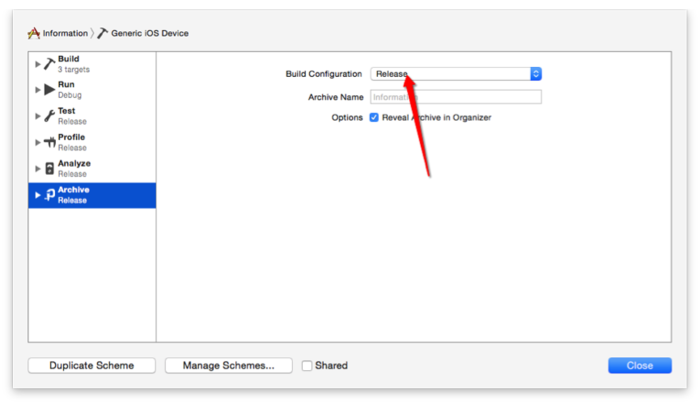 Information 〉 Generic iOS Device
Build
3 targets
Run
Debug
Test
Release
Profile
Release
Analyze
Release
Archive
Release
Build Configuration Release
Archive Name Information
Options Reveal Archive in Organizer
Duplicate Scheme Manage Schemes... Shared Close